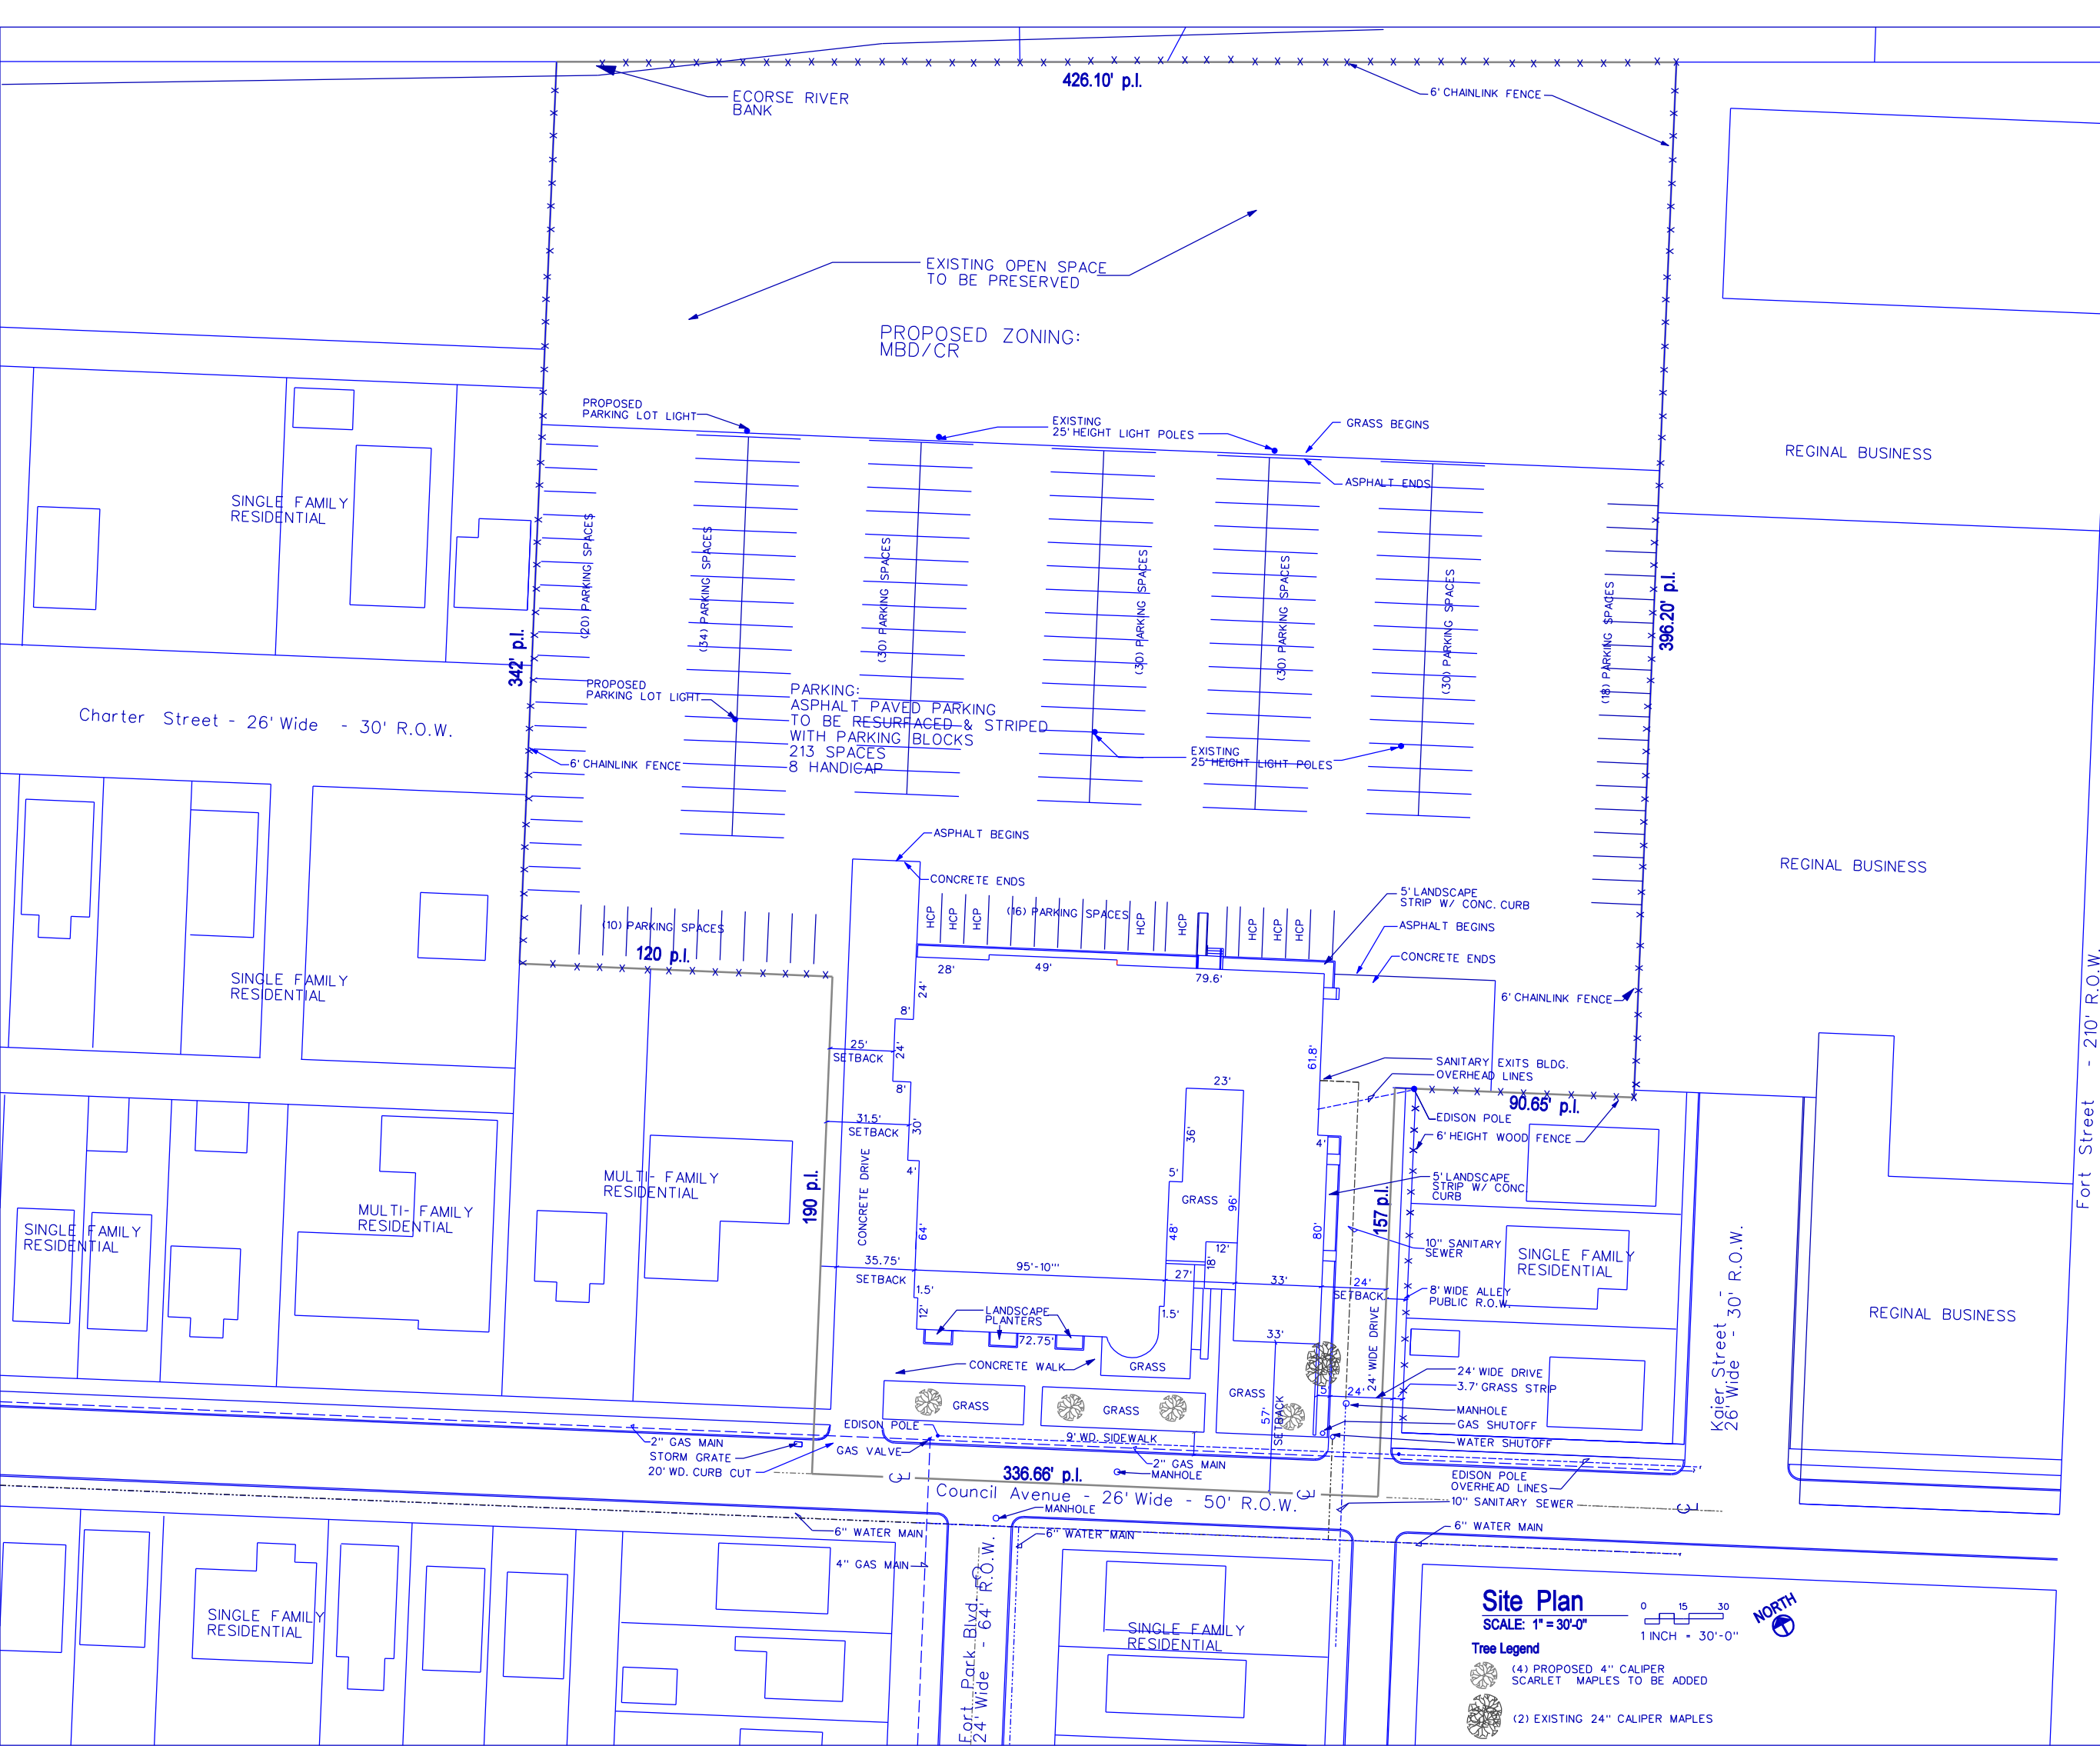 426.10' p.l.
ECORSE RIVER
BANK
6' CHAINLINK FENCE
EXISTING OPEN SPACE
TO BE PRESERVED
PROPOSED ZONING:
MBD/CR
PROPOSED
PARKING LOT LIGHT
EXISTING
25' HEIGHT LIGHT POLES
GRASS BEGINS
ASPHALT ENDS
REGINAL BUSINESS
SINGLE FAMILY
RESIDENTIAL
(20) PARKING SPACES
(34) PARKING SPACES
(30) PARKING SPACES
(30) PARKING SPACES
(30) PARKING SPACES
(30) PARKING SPACES
(18) PARKING SPACES
342' p.l.
396.20' p.l.
PROPOSED
PARKING LOT LIGHT
PARKING:
ASPHALT PAVED PARKING
TO BE RESURFACED & STRIPED
WITH PARKING BLOCKS
213 SPACES
8 HANDICAP
Charter Street - 26' Wide - 30' R.O.W.
6' CHAINLINK FENCE
EXISTING
25' HEIGHT LIGHT POLES
ASPHALT BEGINS
CONCRETE ENDS
REGINAL BUSINESS
5' LANDSCAPE
STRIP W/ CONC. CURB
HCP
HCP
HCP
(16) PARKING SPACES
HCP
HCP
HCP
HCP
HCP
(10) PARKING SPACES
120 p.l.
ASPHALT BEGINS
CONCRETE ENDS
28'
49'
79.6'
24'
8'
6' CHAINLINK FENCE
SINGLE FAMILY
RESIDENTIAL
25'
SETBACK
24'
8'
61.8'
SANITARY EXITS BLDG.
OVERHEAD LINES
23'
90.65' p.l.
31.5'
SETBACK
30'
36'
4'
EDISON POLE
6' HEIGHT WOOD FENCE
Fort Street - 210' R.O.W.
CONCRETE DRIVE
4'
5'
MULTI- FAMILY
RESIDENTIAL
190 p.l.
GRASS
96'
157 p.l.
5' LANDSCAPE
STRIP W/ CONC
CURB
MULTI- FAMILY
RESIDENTIAL
SINGLE FAMILY
RESIDENTIAL
64'
48'
12'
18'
80'
10" SANITARY
SEWER
SINGLE FAMILY
RESIDENTIAL
35.75'
SETBACK
95'-10"'
27'
33'
24'
SETBACK
8' WIDE ALLEY
PUBLIC R.O.W.
1.5'
12'
LANDSCAPE
PLANTERS
72.75'
1.5'
33'
24' WIDE DRIVE
REGINAL BUSINESS
Kaier Street -
26' Wide - 30' R.O.W.
CONCRETE WALK
GRASS
24' WIDE DRIVE
3.7' GRASS STRIP
GRASS
GRASS
GRASS
57'
SETBACK
5'
24'
MANHOLE
GAS SHUTOFF
WATER SHUTOFF
EDISON POLE
9' WD. SIDEWALK
2" GAS MAIN
STORM GRATE
20' WD. CURB CUT
GAS VALVE
2" GAS MAIN
MANHOLE
336.66' p.l.
EDISON POLE
OVERHEAD LINES
Council Avenue - 26' Wide - 50' R.O.W.
10" SANITARY SEWER
MANHOLE
6" WATER MAIN
6" WATER MAIN
6" WATER MAIN
4" GAS MAIN
Fort Park Blvd. -
24' Wide - 64' R.O.W.
SINGLE FAMILY
RESIDENTIAL
SINGLE FAMILY
RESIDENTIAL
Site Plan
SCALE: 1" = 30'-0"
0 15 30
1 INCH = 30'-0"
NORTH
Tree Legend
(4) PROPOSED 4" CALIPER
SCARLET MAPLES TO BE ADDED
(2) EXISTING 24" CALIPER MAPLES